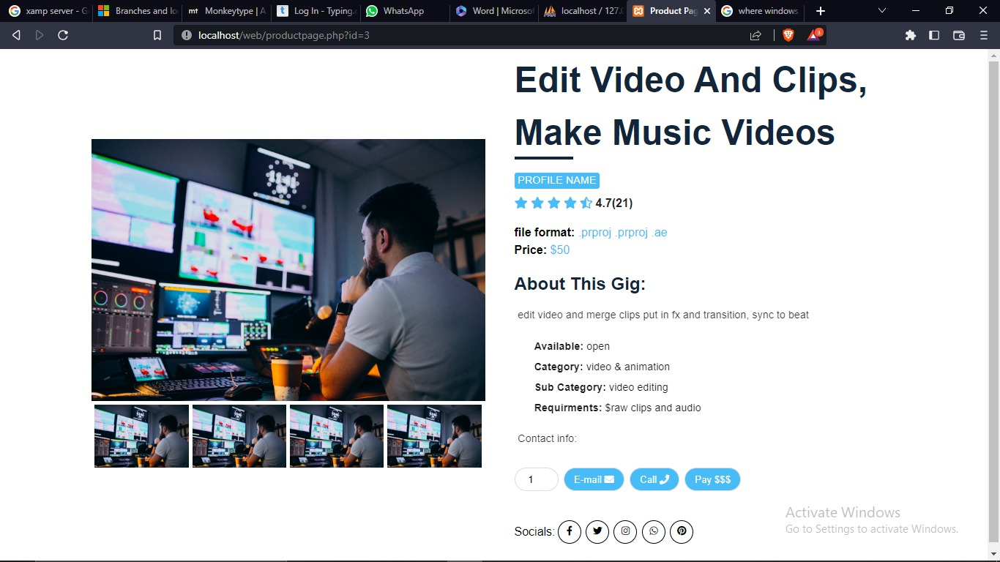 xamp server - G
Branches and lo
mt Monkeytype | A
t Log In - Typing.c
WhatsApp
Word | Microsof
localhost / 127.0
Product Pag
where windows
localhost/web/productpage.php?id=3
3
Edit Video And Clips,
Make Music Videos
PROFILE NAME
4.7(21)
file format: .prproj .prproj .ae
Price: $50
About This Gig:
edit video and merge clips put in fx and transition, sync to beat
Available: open
Category: video & animation
Sub Category: video editing
Requirments: $raw clips and audio
Contact info:
1
E-mail
Call
Pay $$$
Socials:
Activate Windows
Go to Settings to activate Windows.